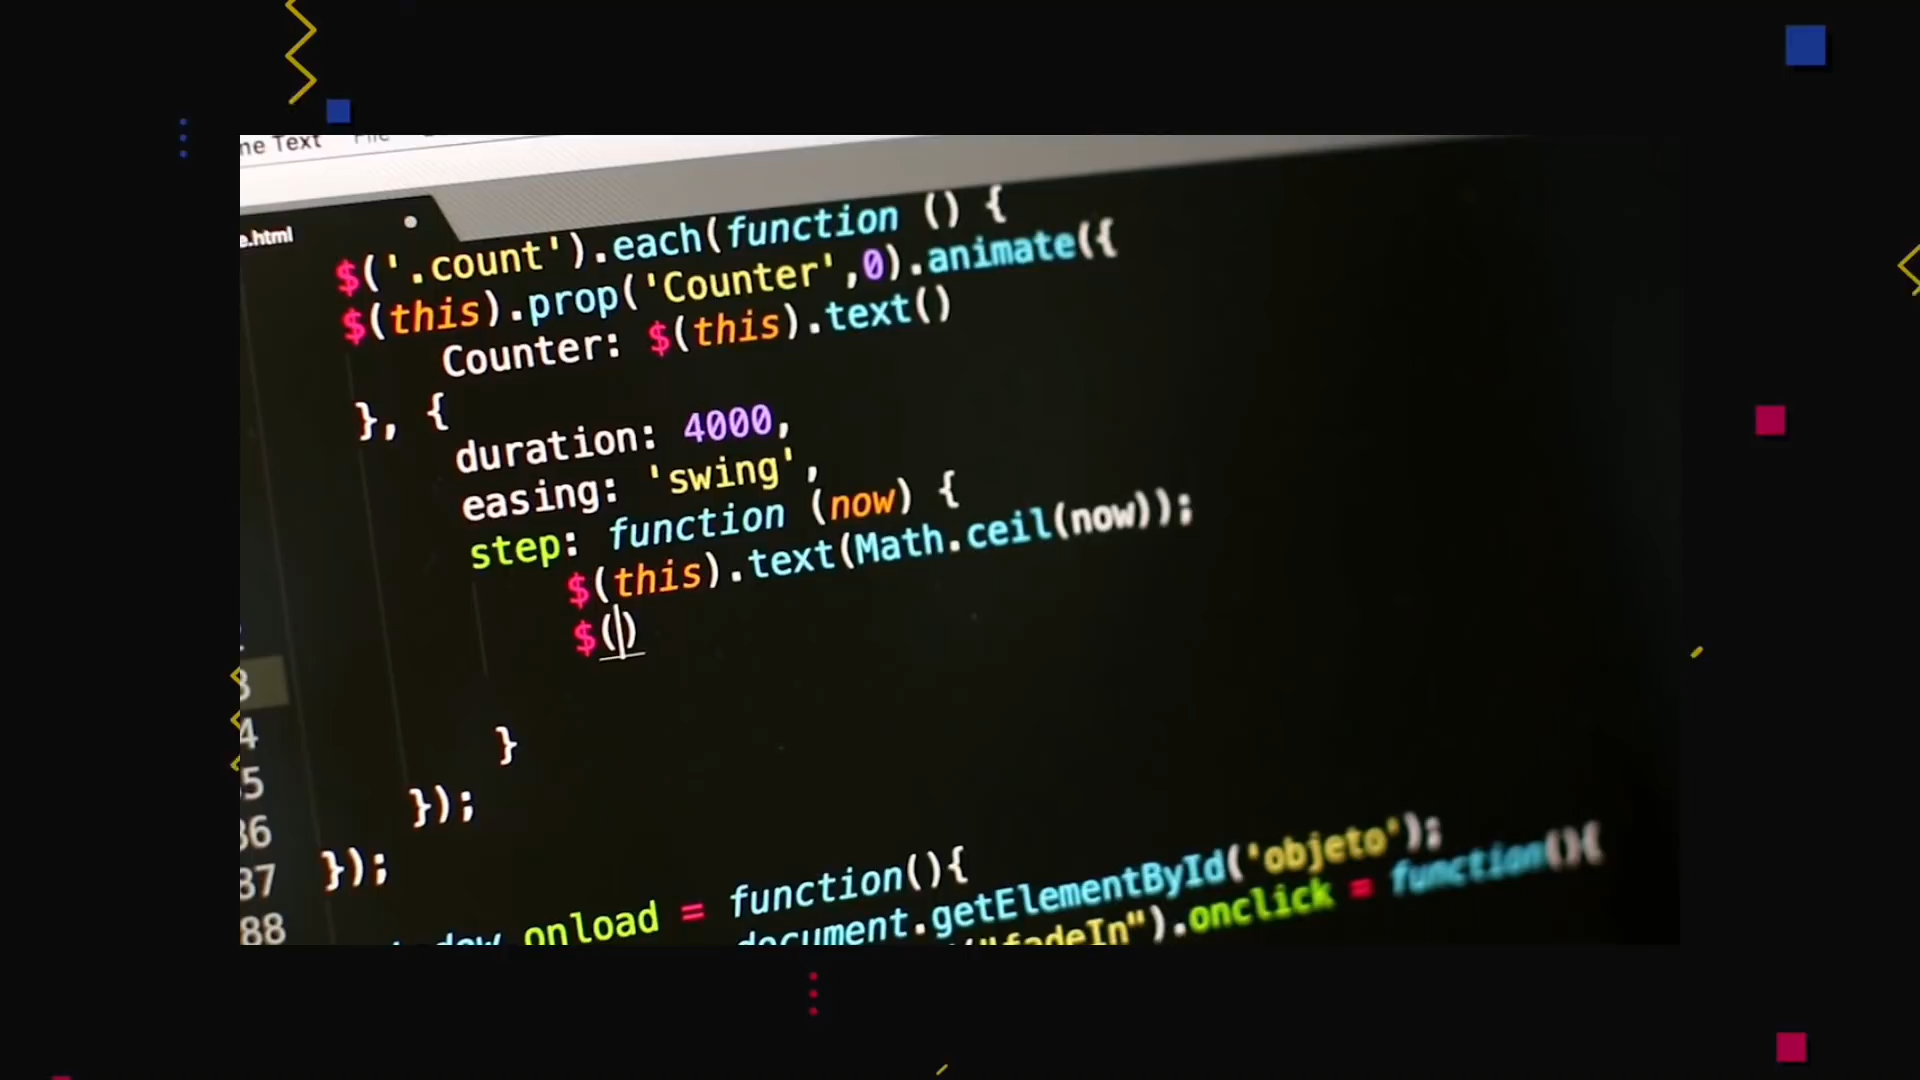 ne Text File
e.html
$('.count').each(function () {
$(this).prop('Counter',0).animate({
Counter: $(this).text()
}, {
duration: 4000,
easing: 'swing',
step: function (now) {
$(this).text(Math.ceil(now));
$()
3
4
}
5
});
36
});
37
88
onload = function(){
document.getElementById('objeto');
"fadeIn").onclick = function(){